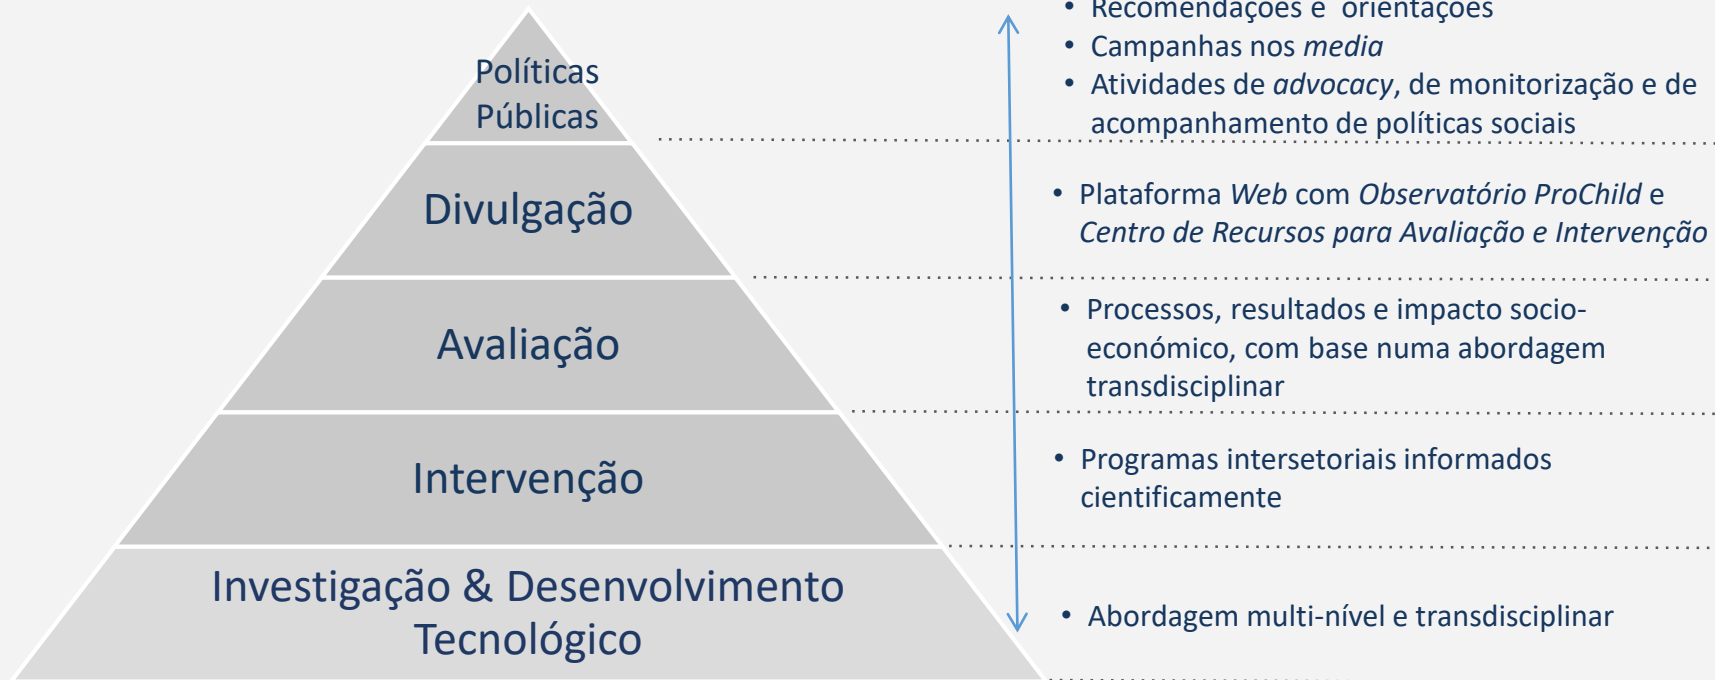 Políticas
Públicas
• Recomendações e orientações
• Campanhas nos media
• Atividades de advocacy, de monitorização e de
acompanhamento de políticas sociais
Divulgação
• Plataforma Web com Observatório ProChild e
Centro de Recursos para Avaliação e Intervenção
Avaliação
• Processos, resultados e impacto socio-
económico, com base numa abordagem
transdisciplinar
Intervenção
• Programas intersetoriais informados
cientificamente
Investigação & Desenvolvimento
Tecnológico
• Abordagem multi-nível e transdisciplinar